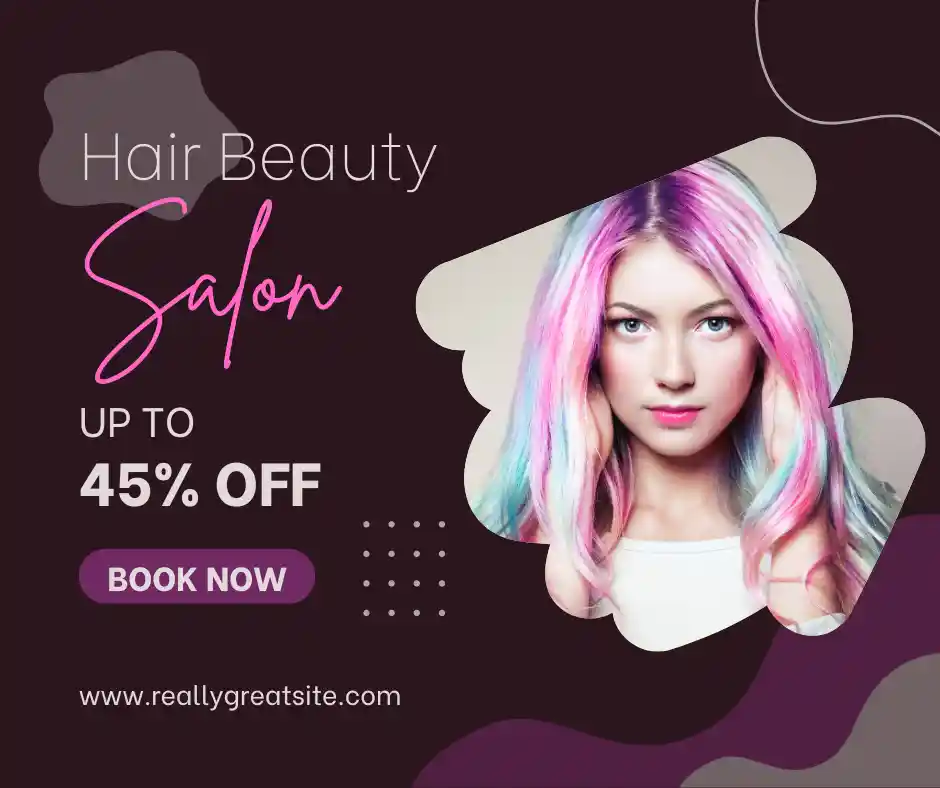 Hair Beauty
Salon
UP TO
45% OFF
BOOK NOW
www.reallygreatsite.com